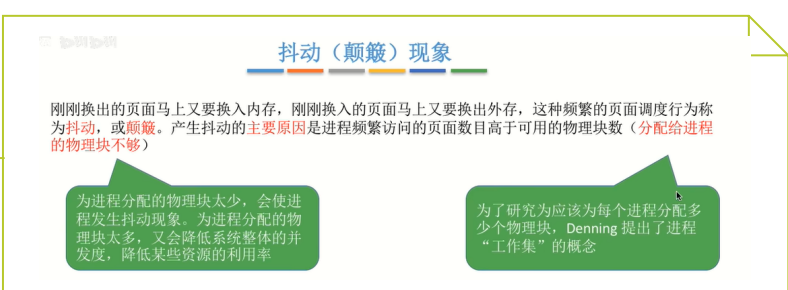 抖动（颠簸）现象
刚刚换出的页面马上又要换入内存，刚刚换入的页面马上又要换出外存，这种频繁的页面调度行为称
为抖动，或颠簸。产生抖动的主要原因是进程频繁访问的页面数目高于可用的物理块数（分配给进程
的物理块不够）
为进程分配的物理块太少，会使进
程发生抖动现象。为进程分配的物
理块太多，又会降低系统整体的并
发度，降低某些资源的利用率
为了研究为应该为每个进程分配多
少个物理块，Denning 提出了进程
“工作集”的概念